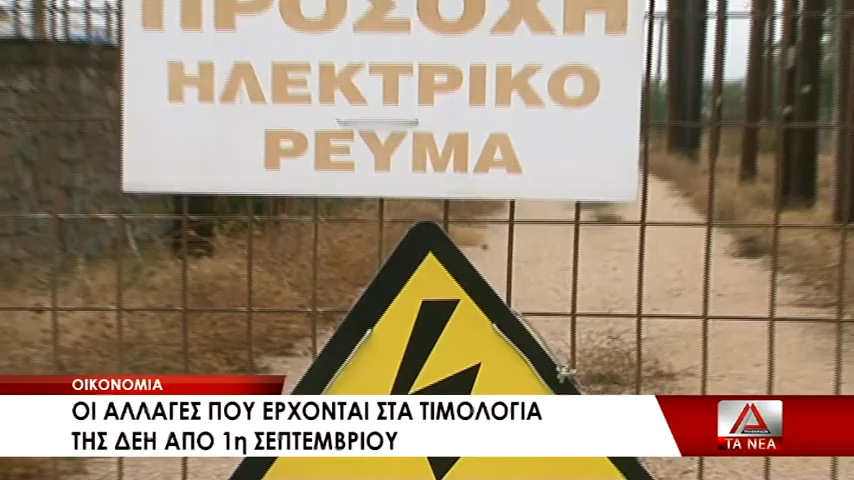 ΠΡΟΣΟΧΗ
ΗΛΕΚΤΡΙΚΟ
ΡΕΥΜΑ
ΟΙΚΟΝΟΜΙΑ
ΟΙ ΑΛΛΑΓΕΣ ΠΟΥ ΕΡΧΟΝΤΑΙ ΣΤΑ ΤΙΜΟΛΟΓΙΑ
ΤΗΣ ΔΕΗ ΑΠΟ 1η ΣΕΠΤΕΜΒΡΙΟΥ
ΤΑ ΝΕΑ